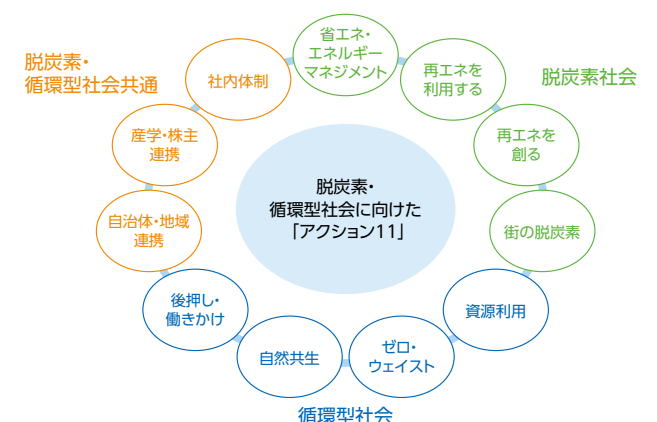 脱炭素・
循環型社会共通
社内体制
産学・株主
連携
自治体・地域
連携
省エネ・
エネルギー
マネジメント
再エネを
利用する
脱炭素社会
再エネを
創る
街の脱炭素
脱炭素・
循環型社会に向けた
「アクション11」
資源利用
ゼロ・
ウェイスト
自然共生
後押し・
働きかけ
循環型社会